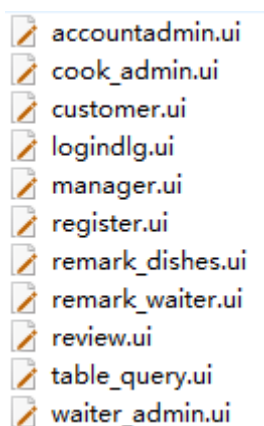 accountadmin.ui
cook_admin.ui
customer.ui
logindlg.ui
manager.ui
register.ui
remark_dishes.ui
remark_waiter.ui
review.ui
table_query.ui
waiter_admin.ui